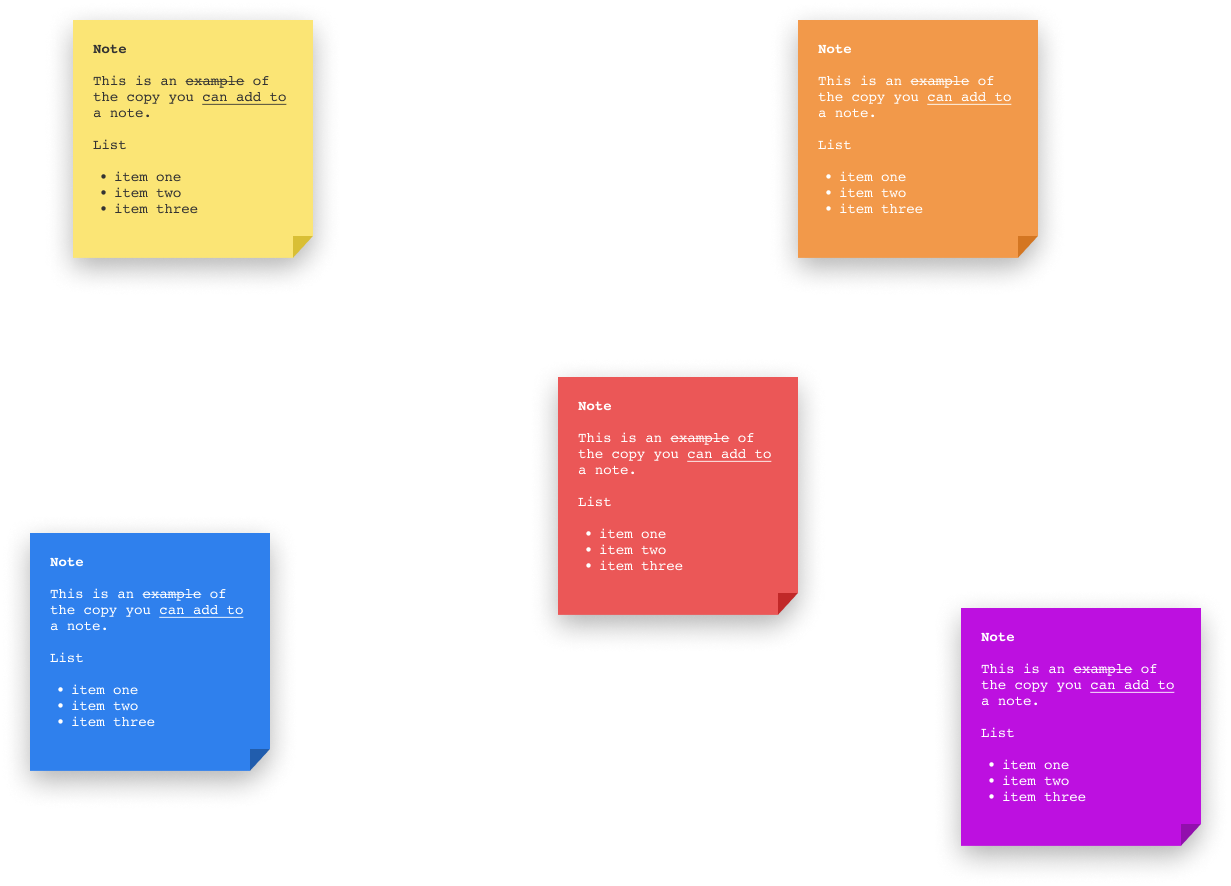 Note
This is an example of
the copy you can add to
a note.
List
• item one
• item two
• item three
Note
This is an example of
the copy you can add to
a note.
List
• item one
• item two
• item three
Note
This is an example of
the copy you can add to
a note.
List
• item one
• item two
• item three
Note
This is an example of
the copy you can add to
a note.
List
• item one
• item two
• item three
Note
This is an example of
the copy you can add to
a note.
List
• item one
• item two
• item three